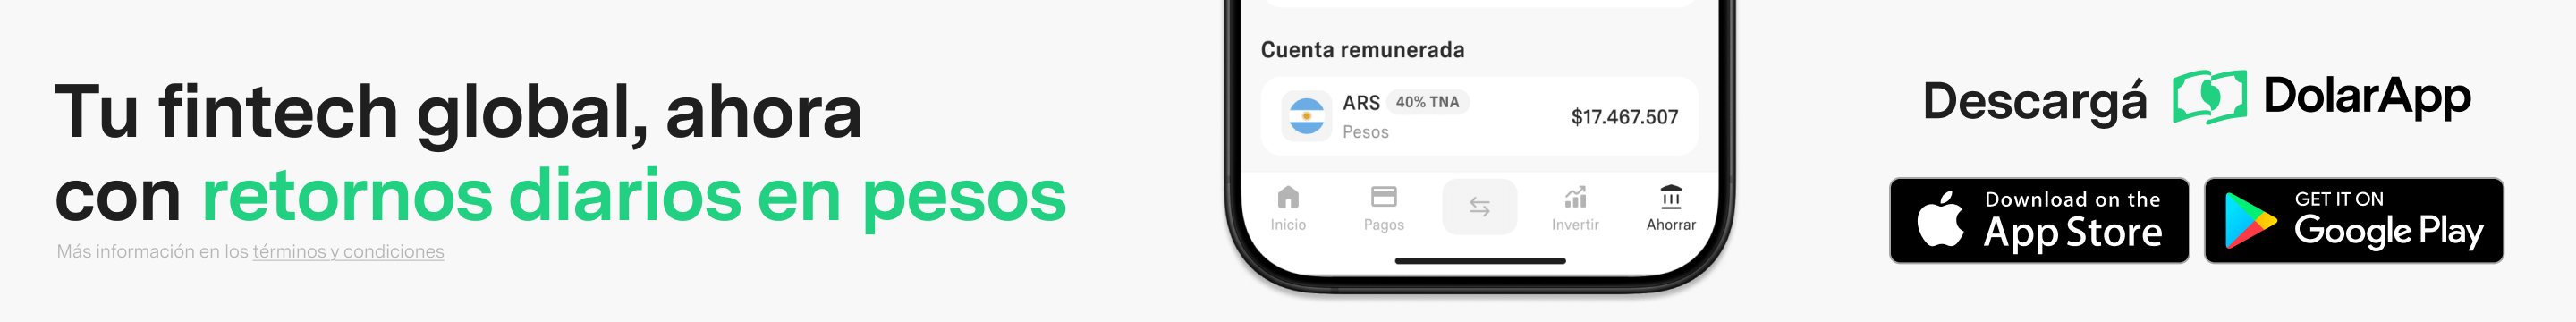 Tu fintech global, ahora
con retornos diarios en pesos
Más información en los términos y condiciones
Cuenta remunerada
ARS 40% TNA
Pesos
$17.467.507
Inicio
Pagos
Invertir
Ahorrar
Descargá DolarApp
Download on the
App Store
GET IT ON
Google Play